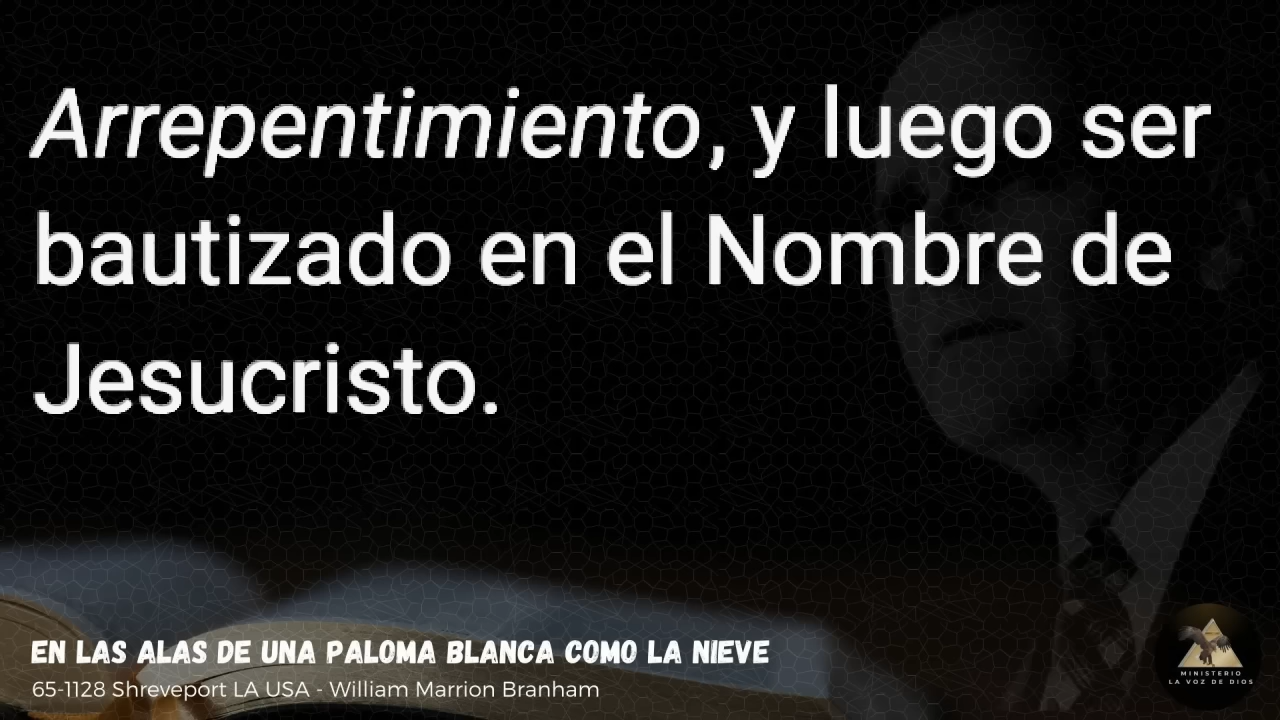 Arrepentimiento, y luego ser
bautizado en el Nombre de
Jesucristo.
EN LAS ALAS DE UNA PALOMA BLANCA COMO LA NIEVE
65-1128 Shreveport LA USA - William Marrion Branham
MINISTERIO
LA VOZ DE DIOS